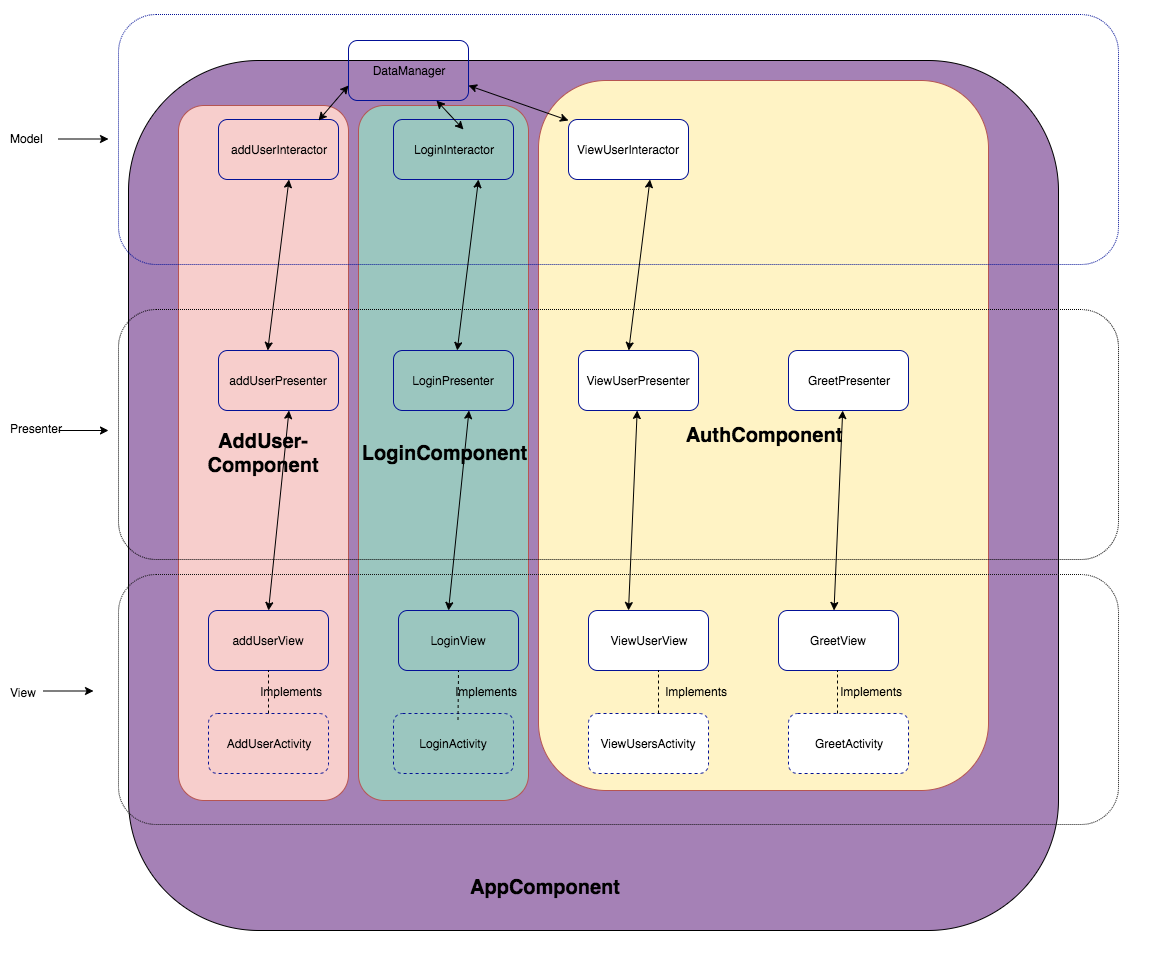 DataManager
Model
addUserInteractor
LoginInteractor
ViewUserInteractor
addUserPresenter
LoginPresenter
ViewUserPresenter
GreetPresenter
Presenter
AddUser-
Component
LoginComponent
AuthComponent
addUserView
LoginView
ViewUserView
GreetView
View
Implements
Implements
Implements
Implements
AddUserActivity
LoginActivity
ViewUsersActivity
GreetActivity
AppComponent